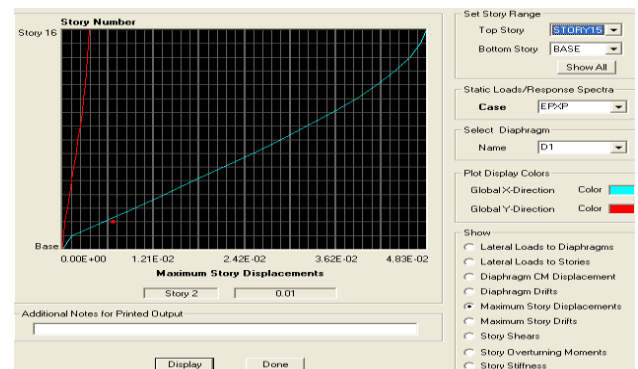 Story Number
Story 16
Base
0.00E+00 1.21E-02 2.42E-02 3.62E-02 4.83E-02
Maximum Story Displacements
Story 2 0.01
Additional Notes for Printed Output
Display Done
Set Story Range
Top Story STORY15
Bottom Story BASE
Show All
Static Loads/Response Spectra
Case EPXP
Select Diaphragm
Name D1
Plot Display Colors
Global X-Direction Color
Global Y-Direction Color
Show
Lateral Loads to Diaphragms
Lateral Loads to Stories
Diaphragm CM Displacement
Diaphragm Drifts
Maximum Story Displacements
Maximum Story Drifts
Story Shears
Story Overturning Moments
Story Stiffness